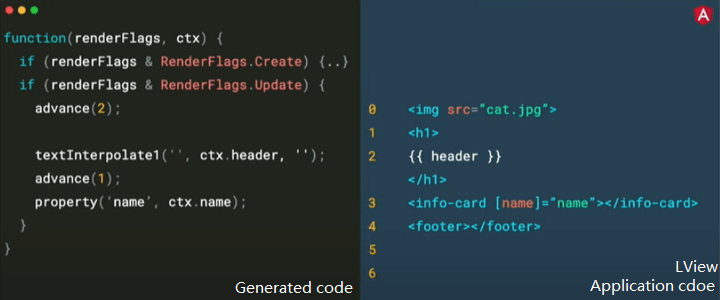 function(renderFlags, ctx) {
if (renderFlags & RenderFlags.Create) {..}
if (renderFlags & RenderFlags.Update) {
advance(2);
textInterpolate1('', ctx.header, '');
advance(1);
property('name', ctx.name);
}
}
Generated code
A
0 <img src="cat.jpg">
1 <h1>
2 {{ header }}
</h1>
3 <info-card [name]="name"></info-card>
4 <footer></footer>
5
6
LView
Application cdoe